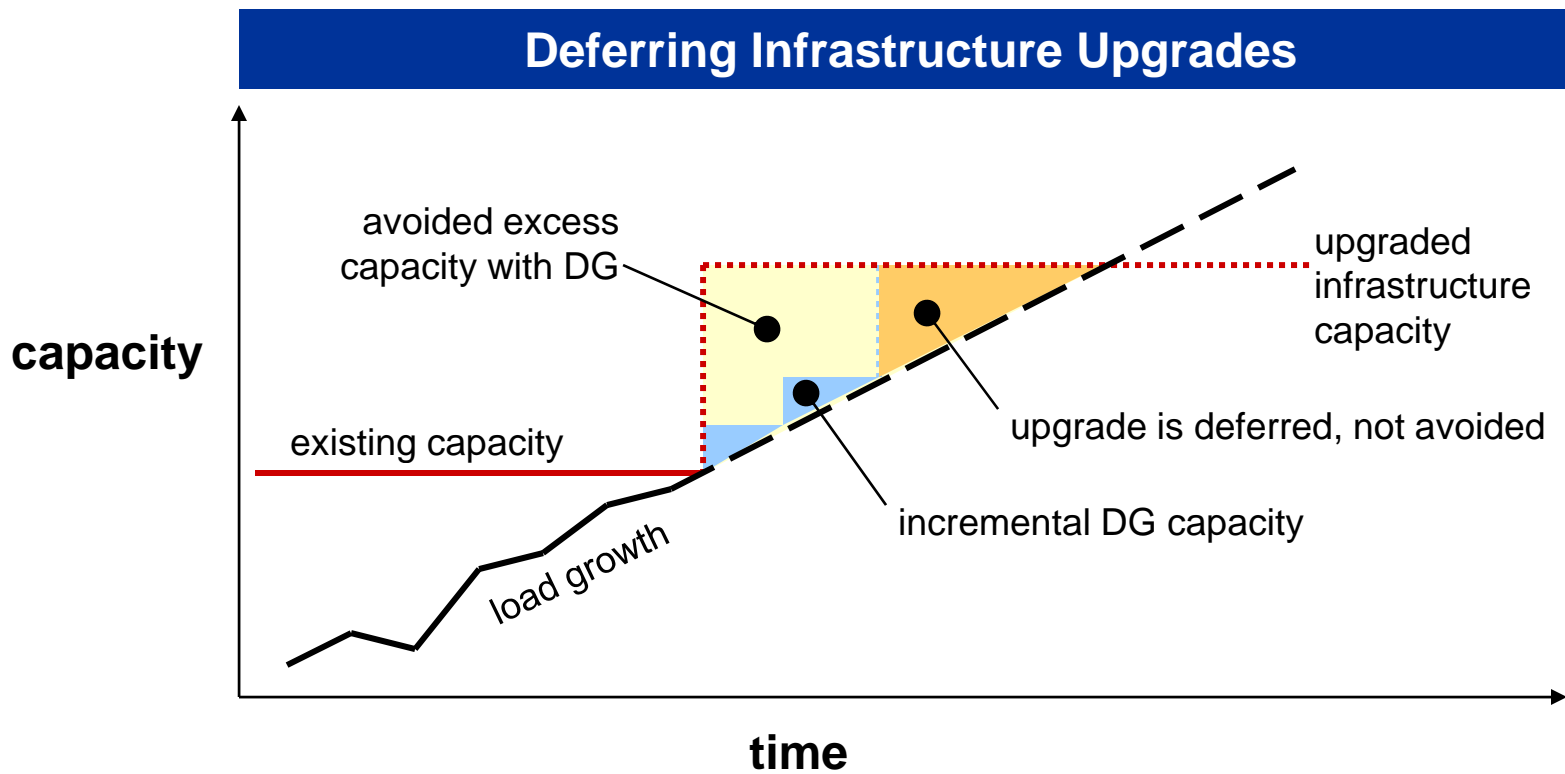 Deferring Infrastructure Upgrades
avoided excess
capacity with DG
upgraded
infrastructure
capacity
capacity
upgrade is deferred, not avoided
existing capacity
incremental DG capacity
load growth
time